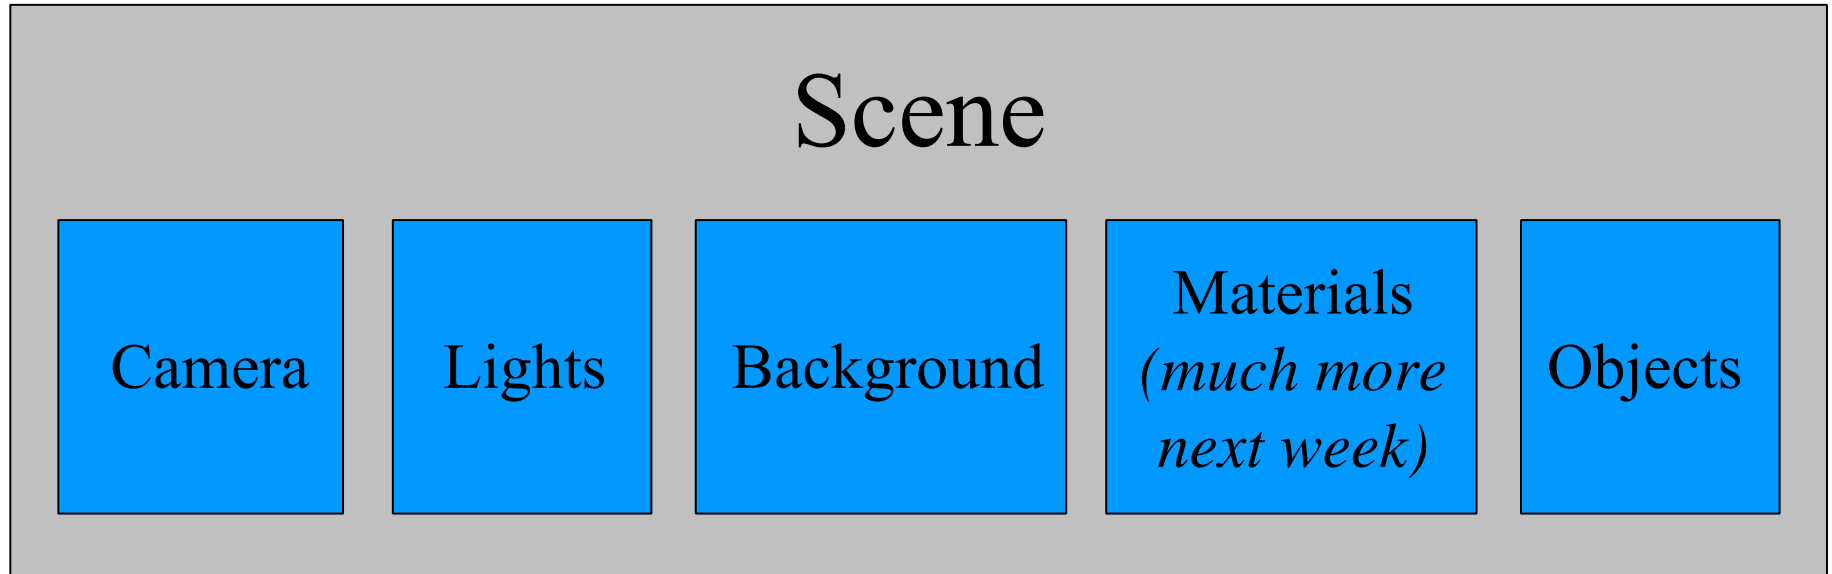 Scene
Camera
Lights
Background
Materials
(much more
next week)
Objects